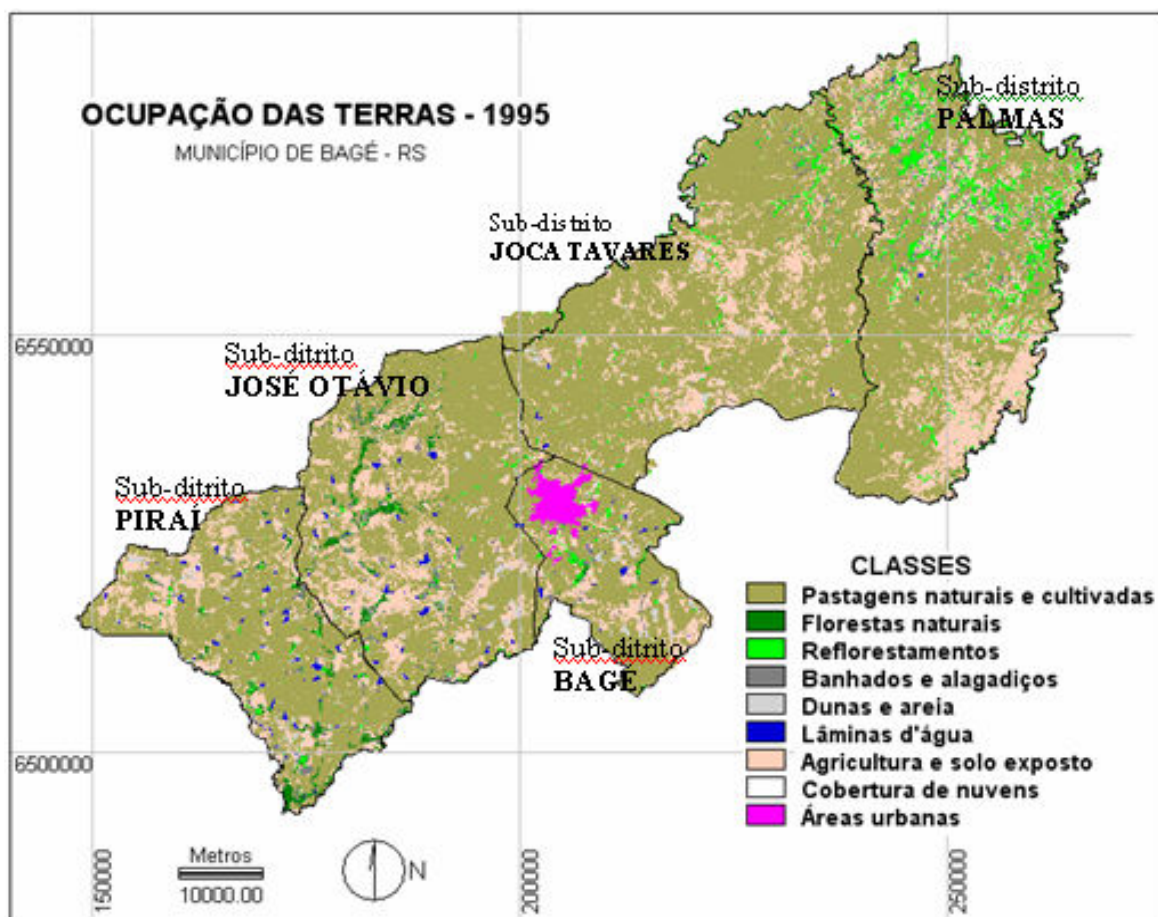 OCUPAÇÃO DAS TERRAS - 1995
MUNICÍPIO DE BAGÉ - RS
Sub-distrito
PALMAS
Sub-distrito
JOCA TAVARES
6550000
Sub-ditrito
JOSÉ OTÁVIO
Sub-ditrito
PIRAÍ
Sub-ditrito
BAGE
CLASSES
Pastagens naturais e cultivadas
Florestas naturais
Reflorestamentos
Banhados e alagadiços
Dunas e areia
Lâminas d'água
Agricultura e solo exposto
Cobertura de nuvens
Áreas urbanas
6500000
Metros
10000.00
N
150000
200000
250000